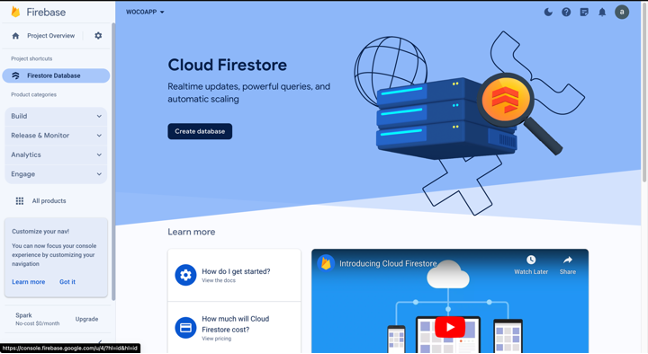 Firebase
WOCOAPP
a
Project Overview
Project shortcuts
Firestore Database
Product categories
Build
Release & Monitor
Analytics
Engage
All products
Customize your nav!
You can now focus your console
experience by customizing your
navigation
Learn more
Got it
Spark
No-cost $0/month
Upgrade
https://console.firebase.google.com/u/4/?hl=id&hl=id
Cloud Firestore
Realtime updates, powerful queries, and
automatic scaling
Create database
Learn more
How do I get started?
View the docs
How much will Cloud
Firestore cost?
View pricing
Introducing Cloud Firestore
Watch Later
Share